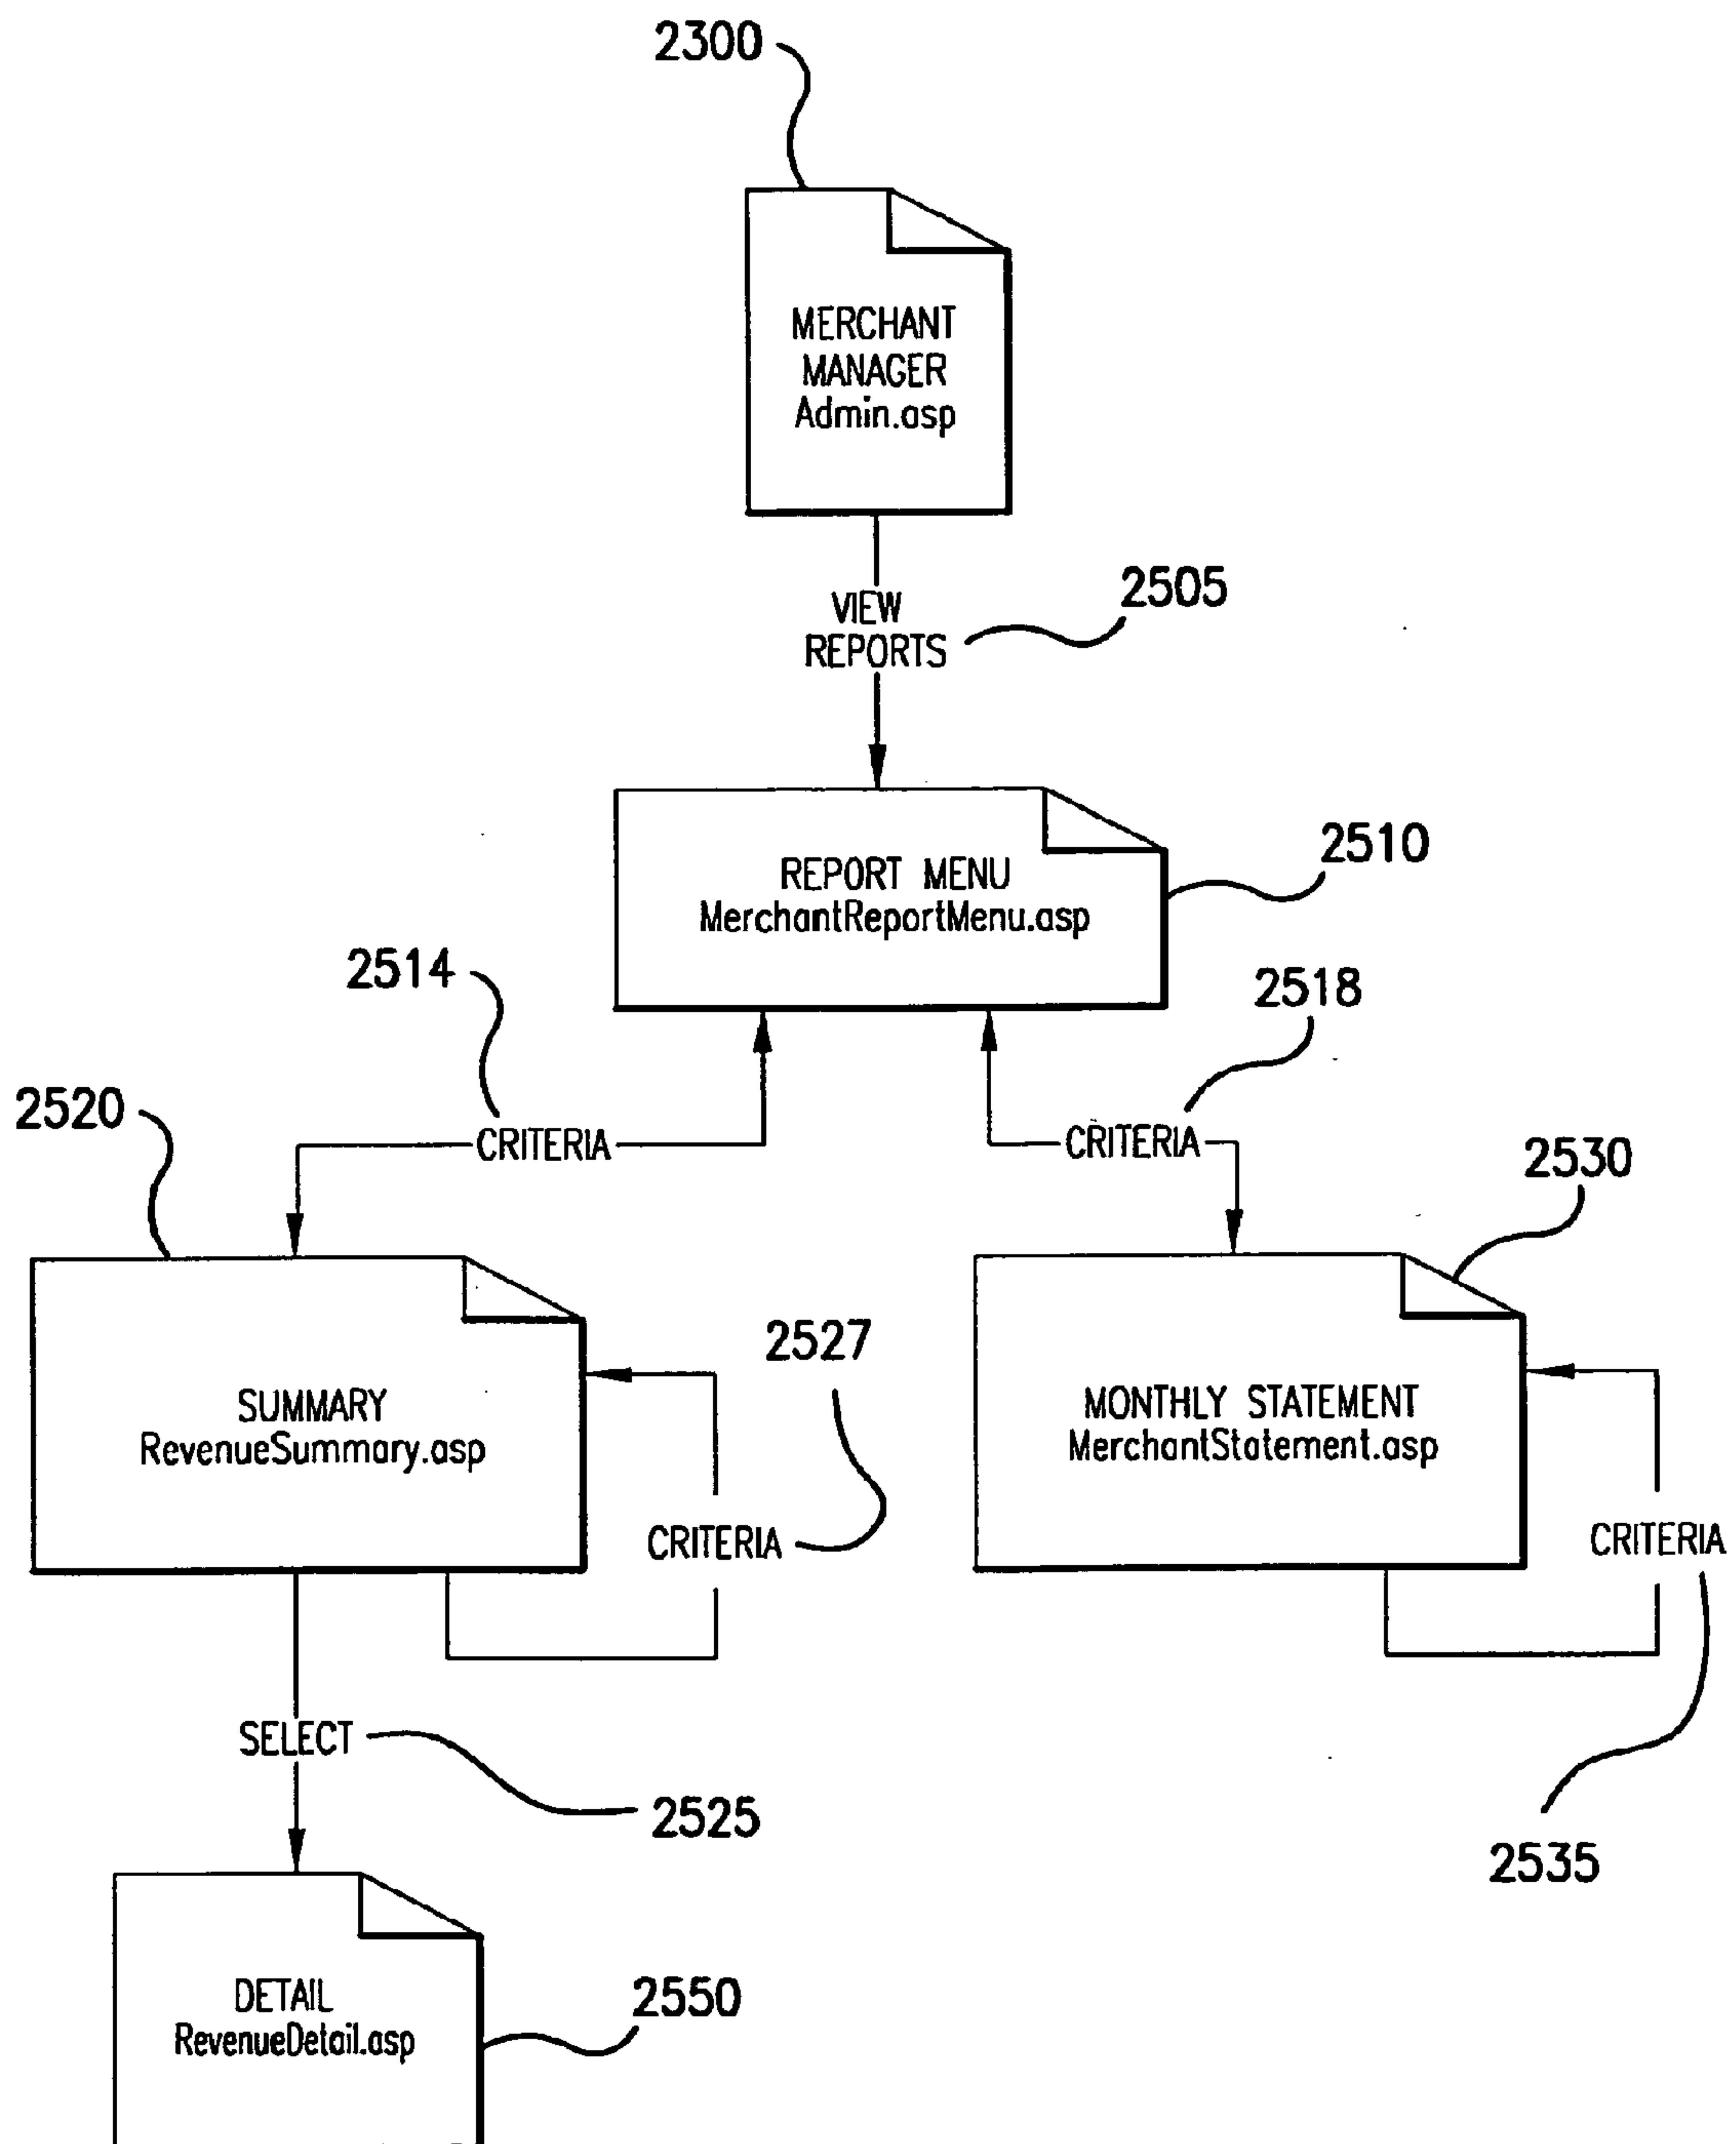 2300
MERCHANT
MANAGER
Admin.asp
VIEW
REPORTS
2505
REPORT MENU
MerchantReportMenu.asp
2510
2514
2518
CRITERIA
CRITERIA
2520
2530
SUMMARY
RevenueSummary.asp
2527
CRITERIA
MONTHLY STATEMENT
MerchantStatement.asp
CRITERIA
SELECT
2525
2535
DETAIL
RevenueDetail.asp
2550